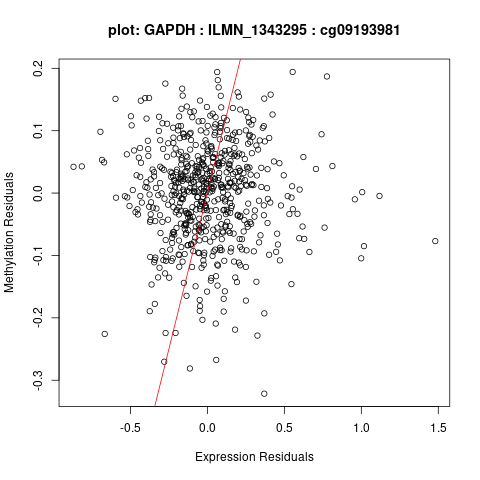 plot: GAPDH : ILMN_1343295 : cg09193981
0.2
0.1
0.0
-0.1
-0.2
-0.3
Methylation Residuals
-0.5 0.0 0.5 1.0 1.5
Expression Residuals